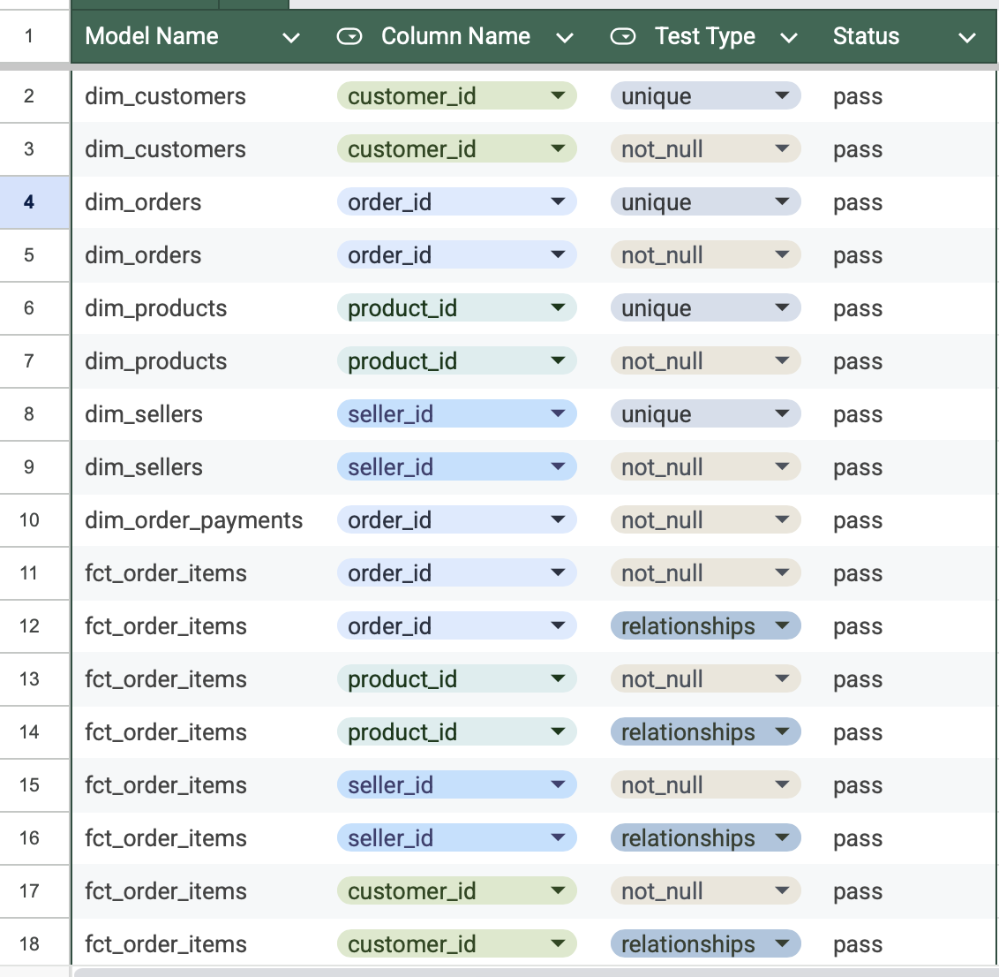 1 Model Name Column Name Test Type Status
2 dim_customers customer_id unique pass
3 dim_customers customer_id not_null pass
4 dim_orders order_id unique pass
5 dim_orders order_id not_null pass
6 dim_products product_id unique pass
7 dim_products product_id not_null pass
8 dim_sellers seller_id unique pass
9 dim_sellers seller_id not_null pass
10 dim_order_payments order_id not_null pass
11 fct_order_items order_id not_null pass
12 fct_order_items order_id relationships pass
13 fct_order_items product_id not_null pass
14 fct_order_items product_id relationships pass
15 fct_order_items seller_id not_null pass
16 fct_order_items seller_id relationships pass
17 fct_order_items customer_id not_null pass
18 fct_order_items customer_id relationships pass